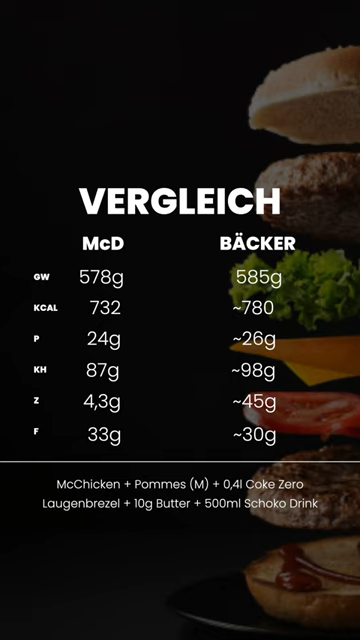 VERGLEICH
McD BÄCKER
GW 578g 585g
KCAL 732 ~780
P 24g ~26g
KH 87g ~98g
Z 4,3g ~45g
F 33g ~30g
McChicken + Pommes (M) + 0,4l Coke Zero
Laugenbrezel + 10g Butter + 500ml Schoko Drink